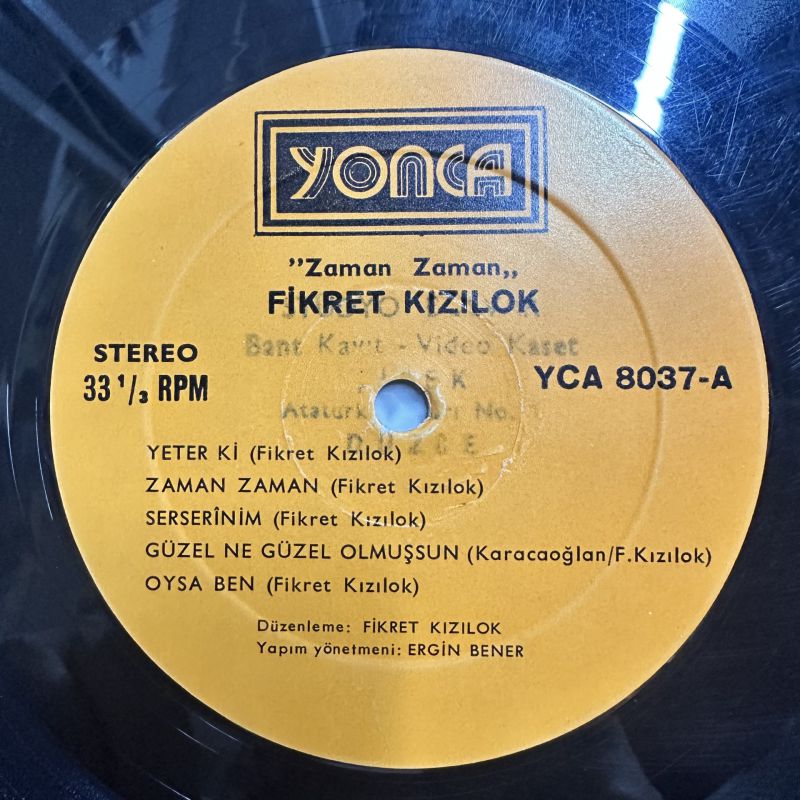 YONCA
"Zaman Zaman„
FİKRET KIZILOK
STEREO
33 1/3 RPM
Bant Kayıt - Video Kaset
YCA 8037-A
Atatürk No.
YETER Kİ (Fikret Kızılok)
ZAMAN ZAMAN (Fikret Kızılok)
SERSERÎNİM (Fikret Kızılok)
GÜZEL NE GÜZEL OLMUŞSUN (Karacaoğlan/F.Kızılok)
OYSA BEN (Fikret Kızılok)
Düzenleme: FİKRET KIZILOK
Yapım yönetmeni: ERGİN BENER